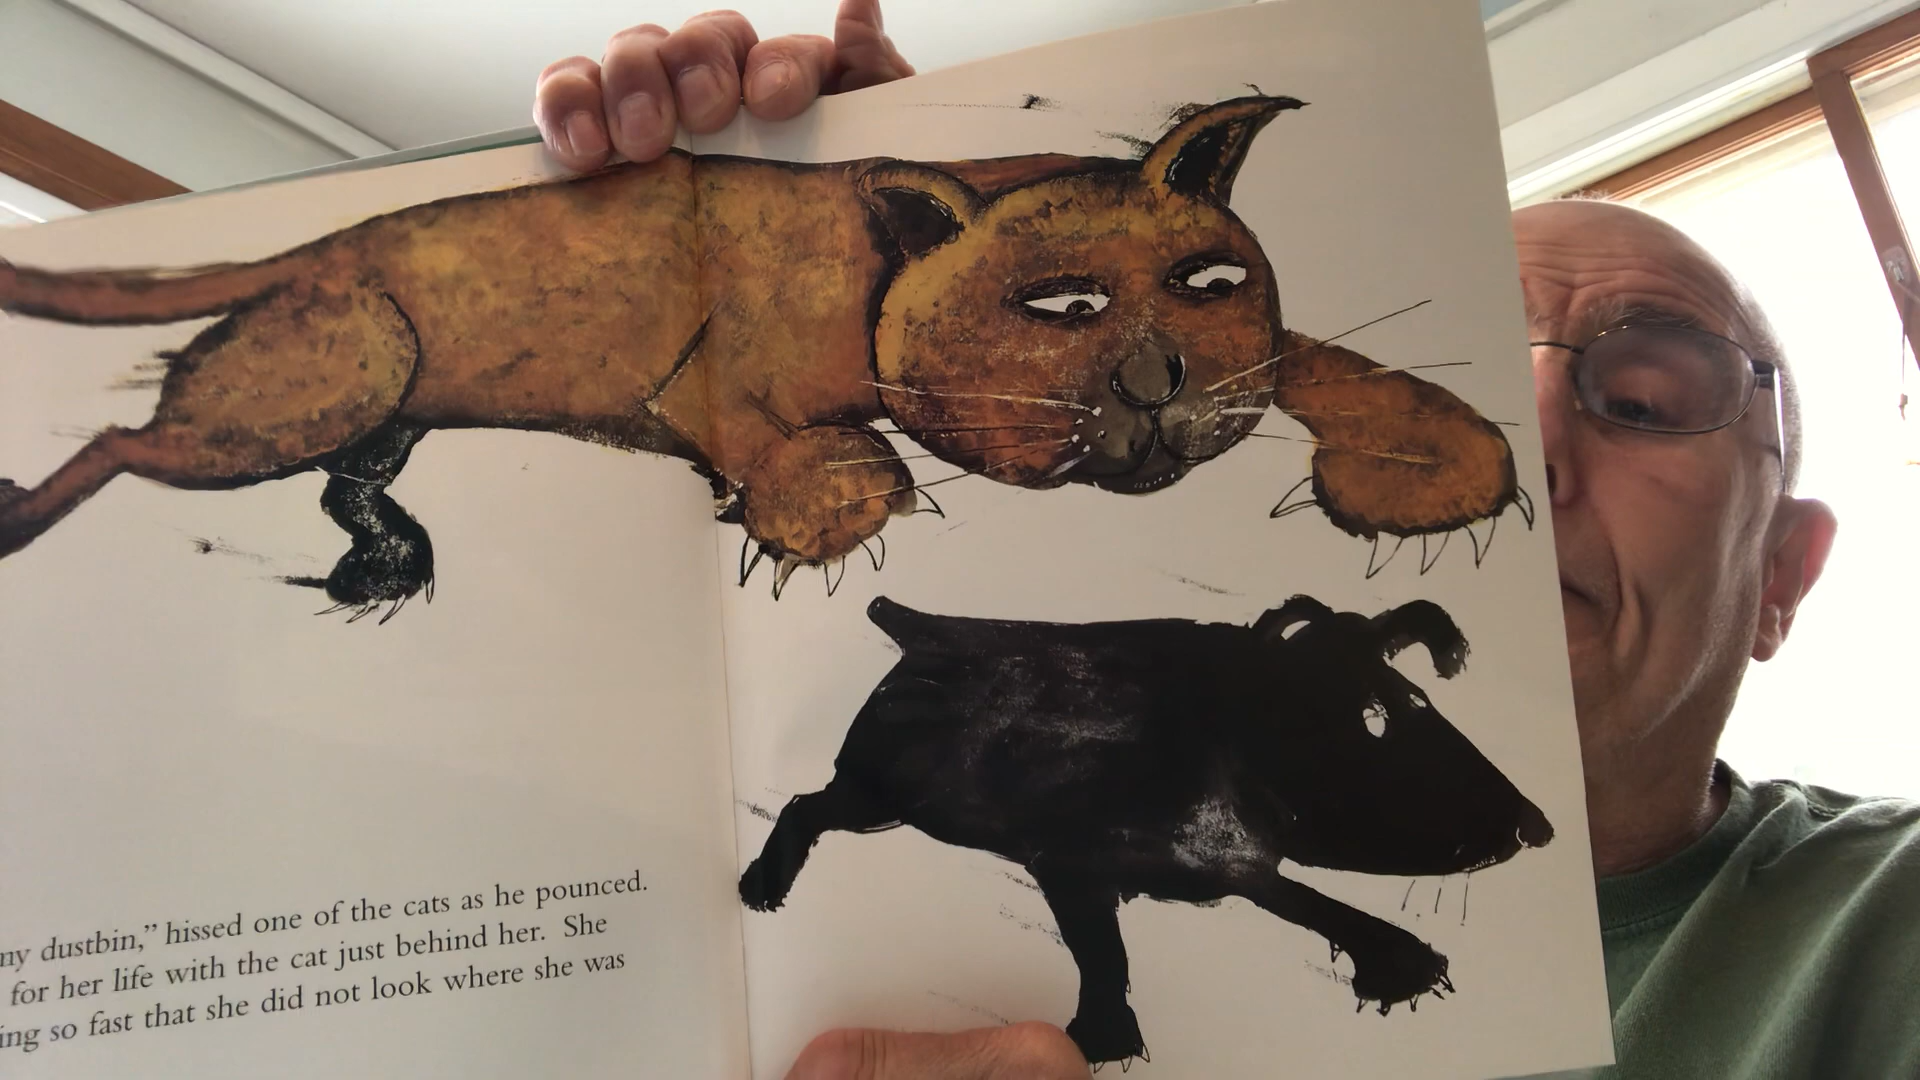 ny dustbin,” hissed one of the cats as he pounced.
for her life with the cat just behind her. She
ing so fast that she did not look where she was